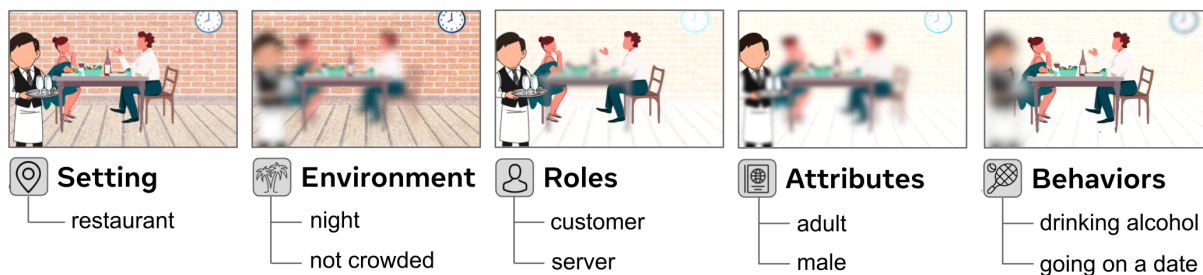 Setting
restaurant
Environment
night
not crowded
Roles
customer
server
Attributes
adult
male
Behaviors
drinking alcohol
going on a date